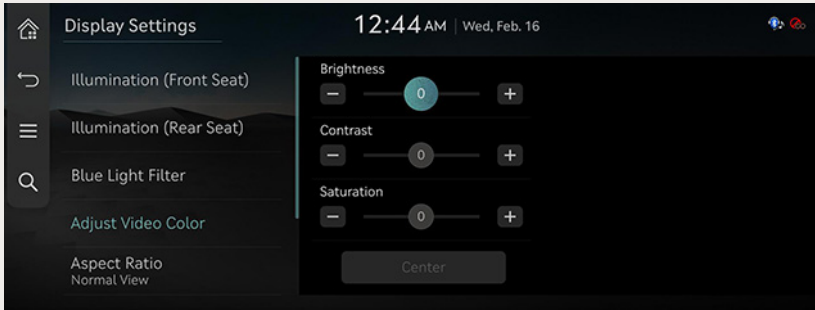 Display Settings
12:44 AM | Wed, Feb. 16
Illumination (Front Seat)
Illumination (Rear Seat)
Blue Light Filter
Adjust Video Color
Aspect Ratio
Normal View
Brightness
− 0 +
Contrast
− 0 +
Saturation
− 0 +
Center